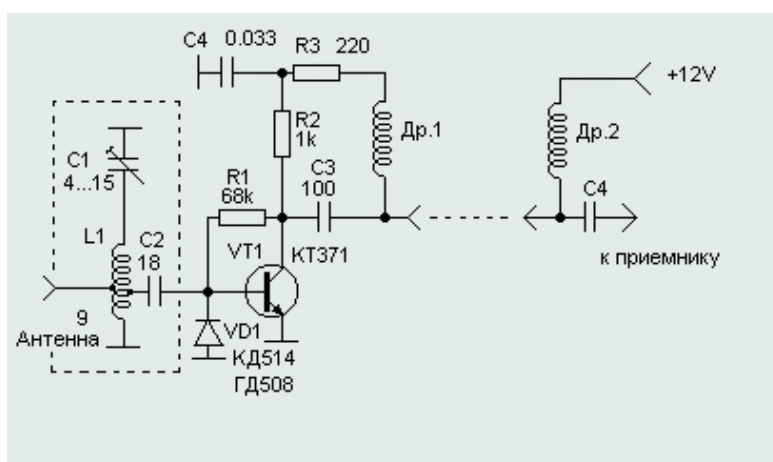 C4 0.033
R3 220
+12V
R2
1k
Др.1
Др.2
C1
4...15
R1
68k
C3
100
C4
L1
C2
18
VT1
КТ371
к приемнику
9
Антенна
VD1
КД514
ГД508